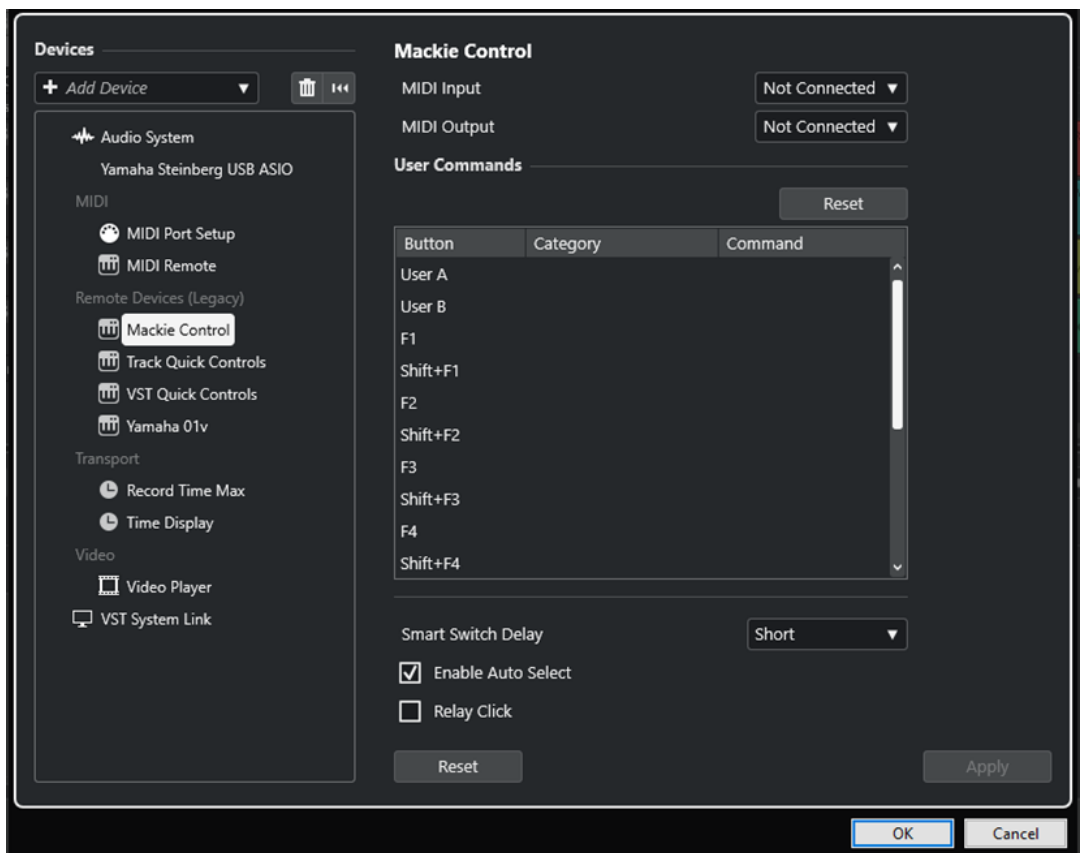 Devices
Add Device
Audio System
Yamaha Steinberg USB ASIO
MIDI
MIDI Port Setup
MIDI Remote
Remote Devices (Legacy)
Mackie Control
Track Quick Controls
VST Quick Controls
Yamaha 01v
Transport
Record Time Max
Time Display
Video
Video Player
VST System Link
Mackie Control
MIDI Input Not Connected
MIDI Output Not Connected
User Commands
Reset
Button Category Command
User A
User B
F1
Shift+F1
F2
Shift+F2
F3
Shift+F3
F4
Shift+F4
Smart Switch Delay Short
Enable Auto Select
Relay Click
Reset Apply
OK Cancel